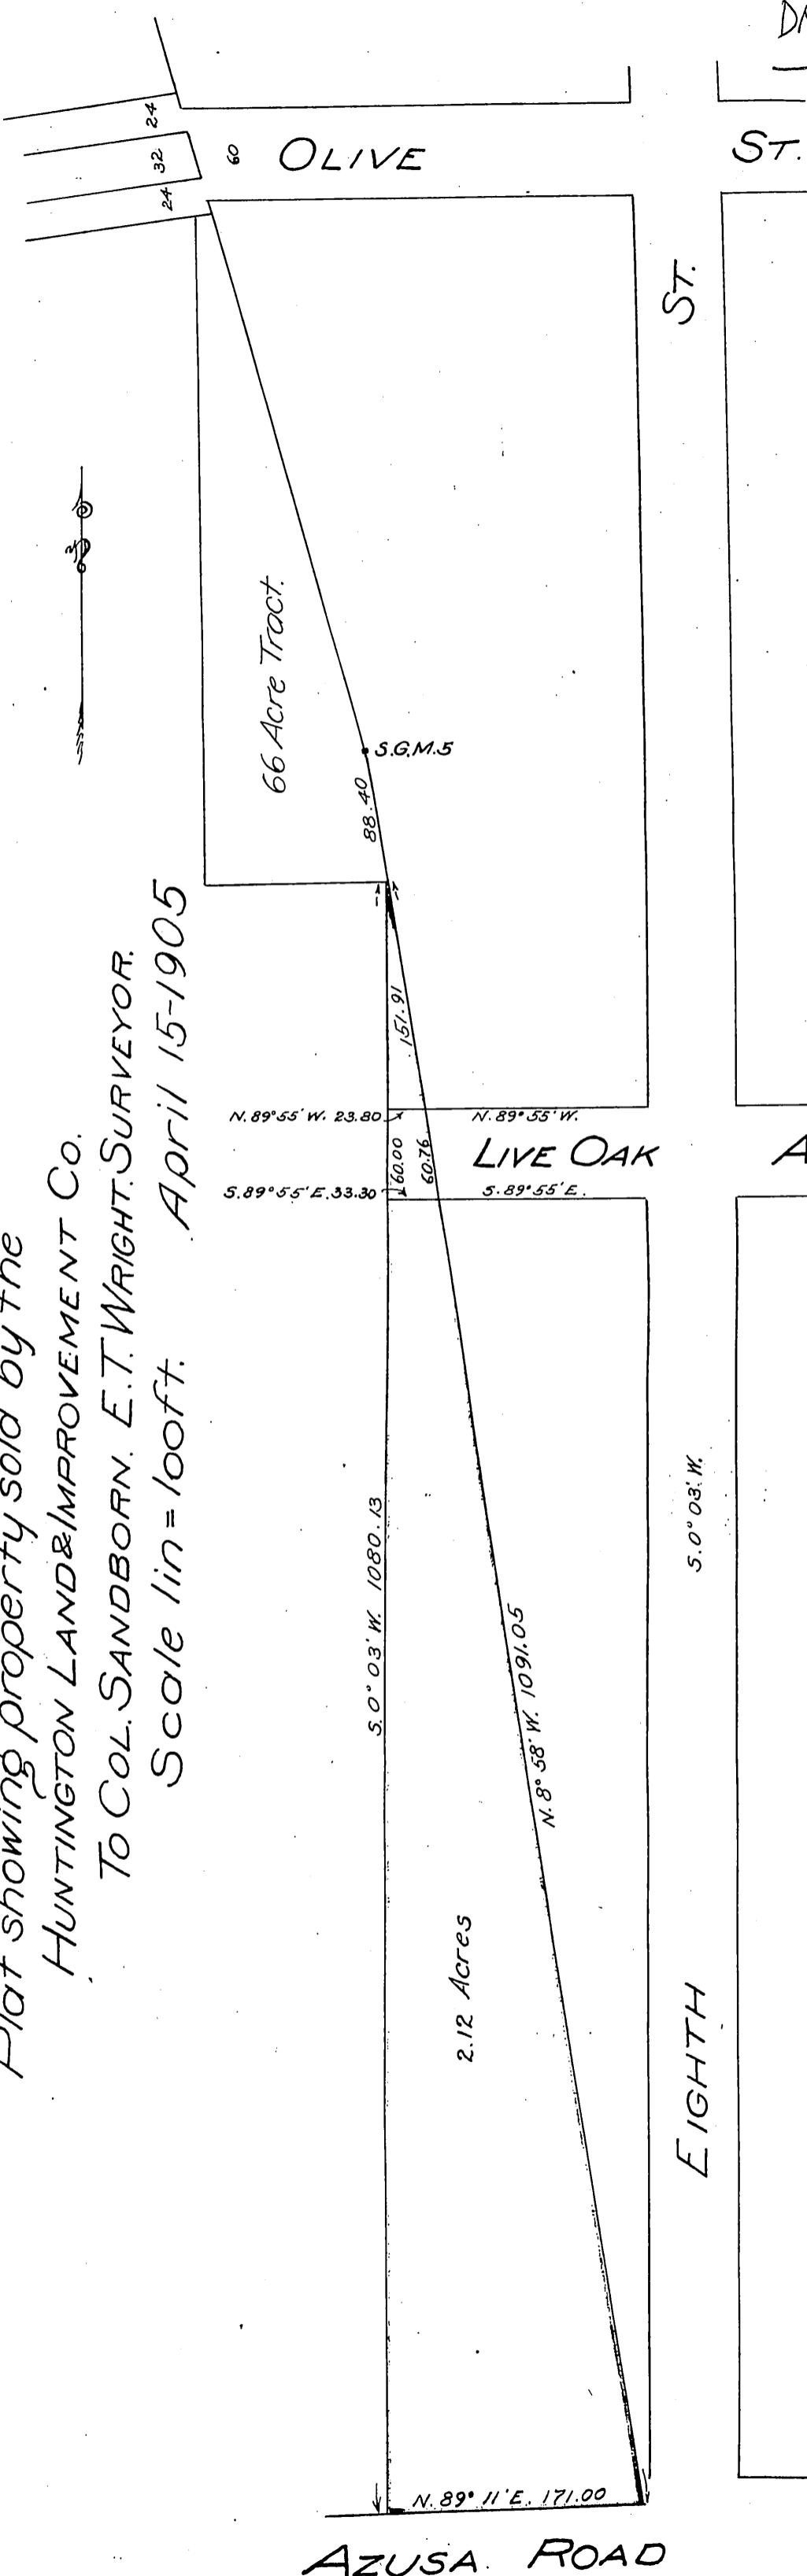 Plat showing property sold by the
HUNTINGTON LAND & IMPROVEMENT CO.
TO COL. SANDBORN. E.T. WRIGHT. SURVEYOR.
Scale 1in = 100ft. April 15-1905
24
32
24
60
OLIVE ST.
ST.
66 Acre Tract.
S.G.M.5
88.40
151.91
N. 89° 55' W. 23.80
N. 89° 55' W.
60.00
60.76
LIVE OAK A
S. 89° 55' E. 33.30
S. 89° 55' E.
S. 0° 03' W. 1080.13
S. 0° 03' W.
N. 8° 58' W. 1091.05
2.12 Acres
EIGHTH
N. 89° 11' E. 171.00
AZUSA ROAD